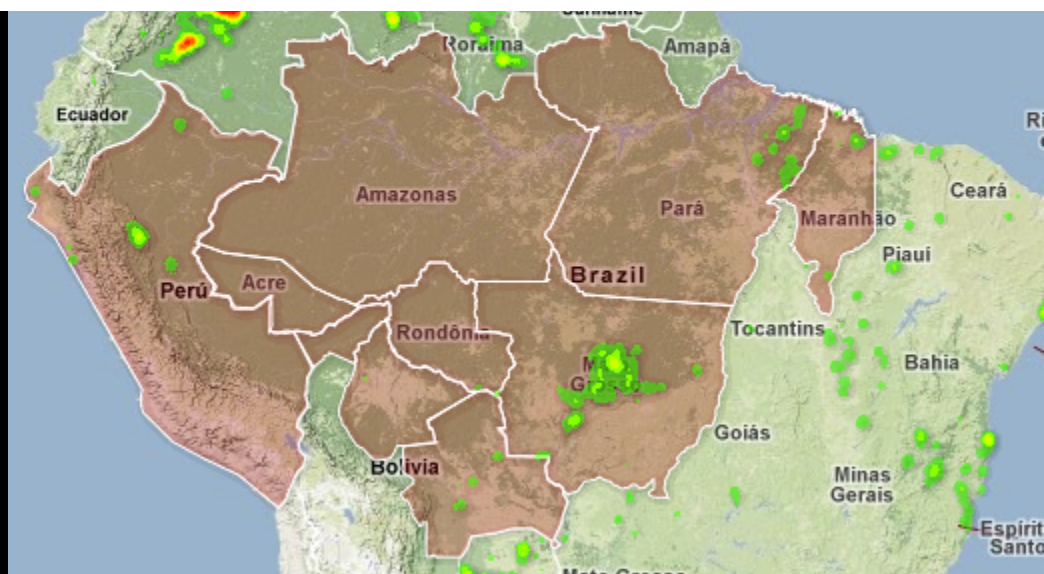 Suriname
Roraima
Amapá
Ecuador
Amazonas
Pará
Ceará
Maranhão
Piauí
Brazil
Perú
Acre
Rondônia
Tocantins
Bahia
Goiás
Bolivia
Minas
Gerais
Santo